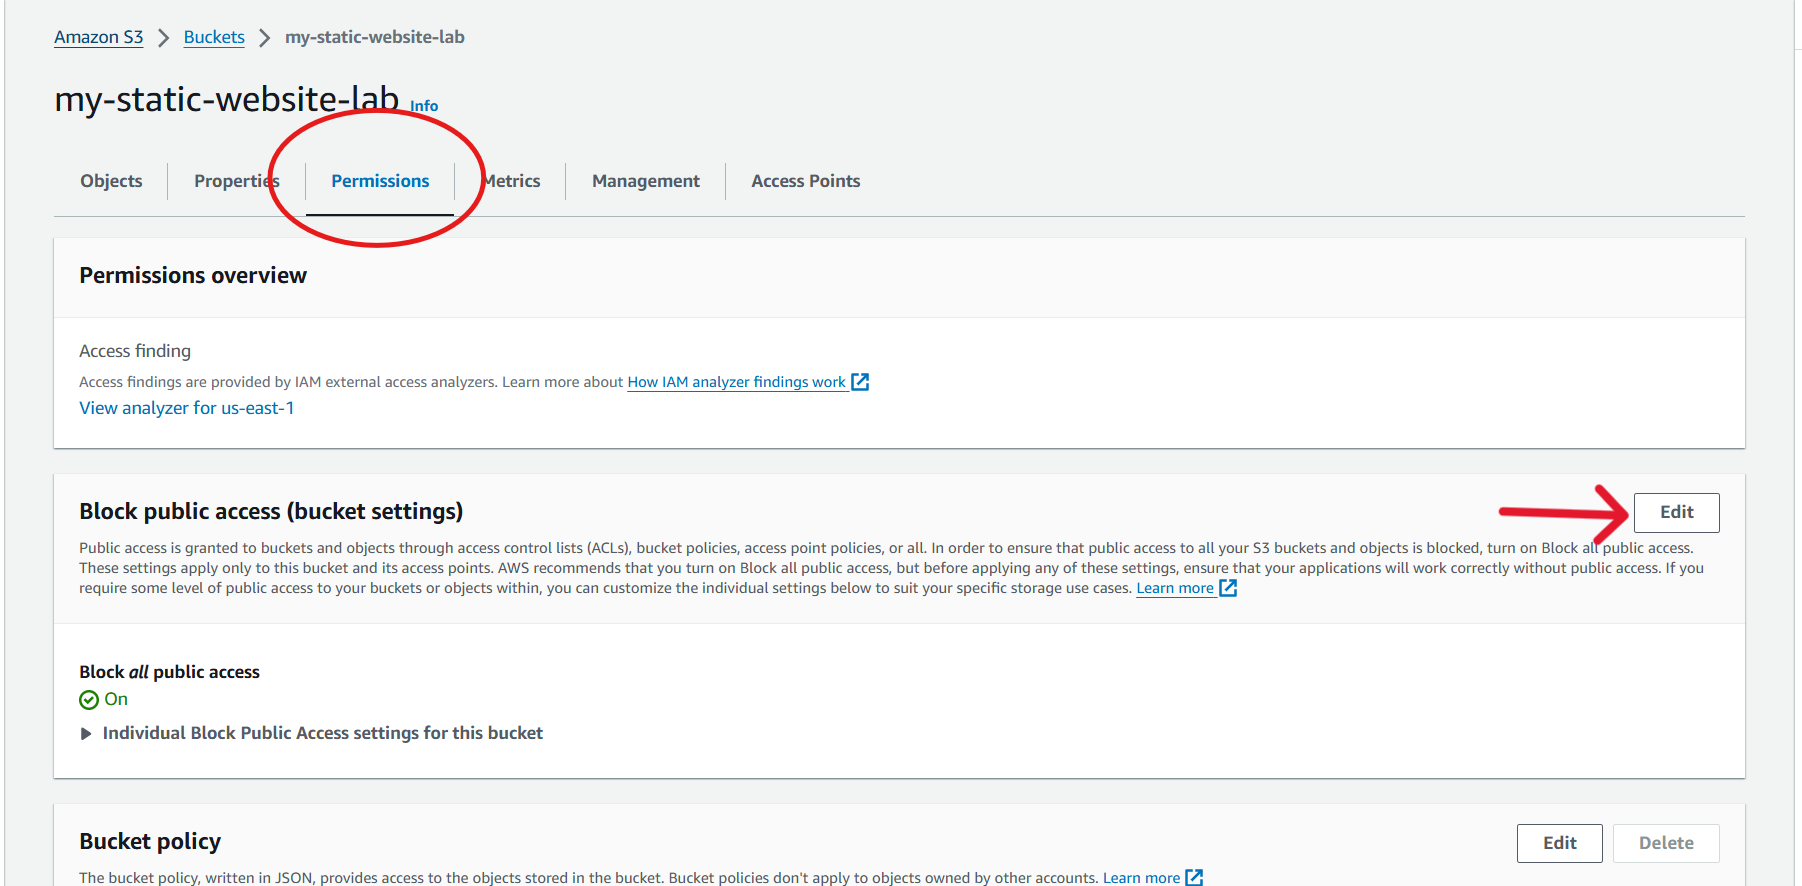 Amazon S3 > Buckets > my-static-website-lab
my-static-website-lab Info
Objects Properties Permissions Metrics Management Access Points
Permissions overview
Access finding
Access findings are provided by IAM external access analyzers. Learn more about How IAM analyzer findings work
View analyzer for us-east-1
Block public access (bucket settings)
Edit
Public access is granted to buckets and objects through access control lists (ACLs), bucket policies, access point policies, or all. In order to ensure that public access to all your S3 buckets and objects is blocked, turn on Block all public access.
These settings apply only to this bucket and its access points. AWS recommends that you turn on Block all public access, but before applying any of these settings, ensure that your applications will work correctly without public access. If you
require some level of public access to your buckets or objects within, you can customize the individual settings below to suit your specific storage use cases. Learn more
Block all public access
On
Individual Block Public Access settings for this bucket
Bucket policy
Edit Delete
The bucket policy, written in JSON, provides access to the objects stored in the bucket. Bucket policies don't apply to objects owned by other accounts. Learn more